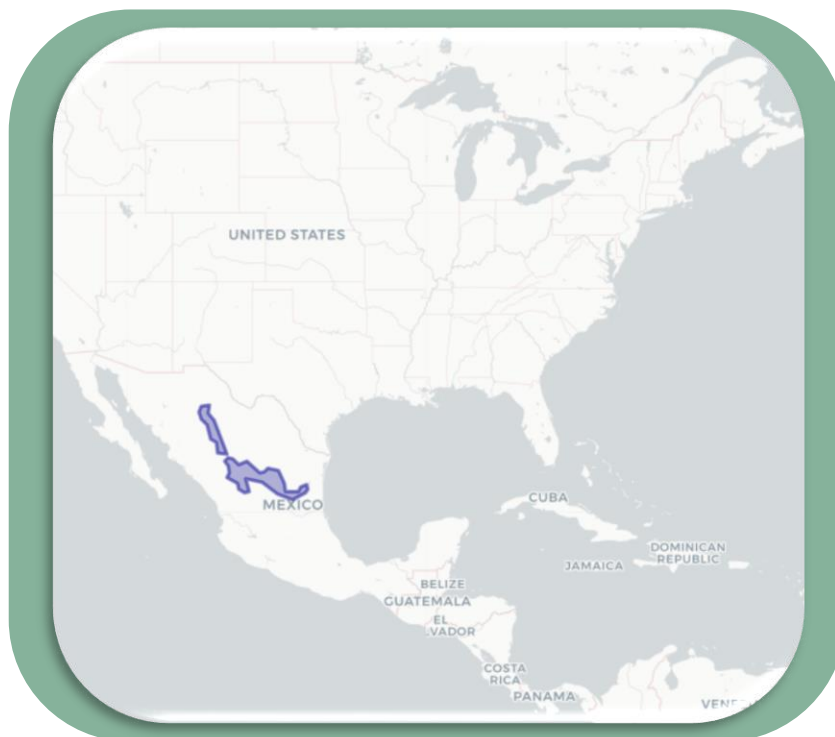 UNITED STATES
MEXICO
CUBA
DOMINICAN
REPUBLIC
JAMAICA
BELIZE
GUATEMALA
EL
.VADOR
COSTA
RICA
PANAMA